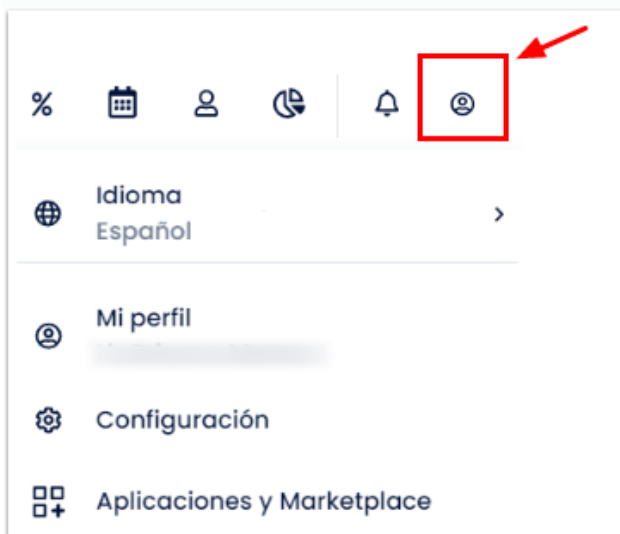 Idioma
Español
Mi perfil
Configuración
Aplicaciones y Marketplace